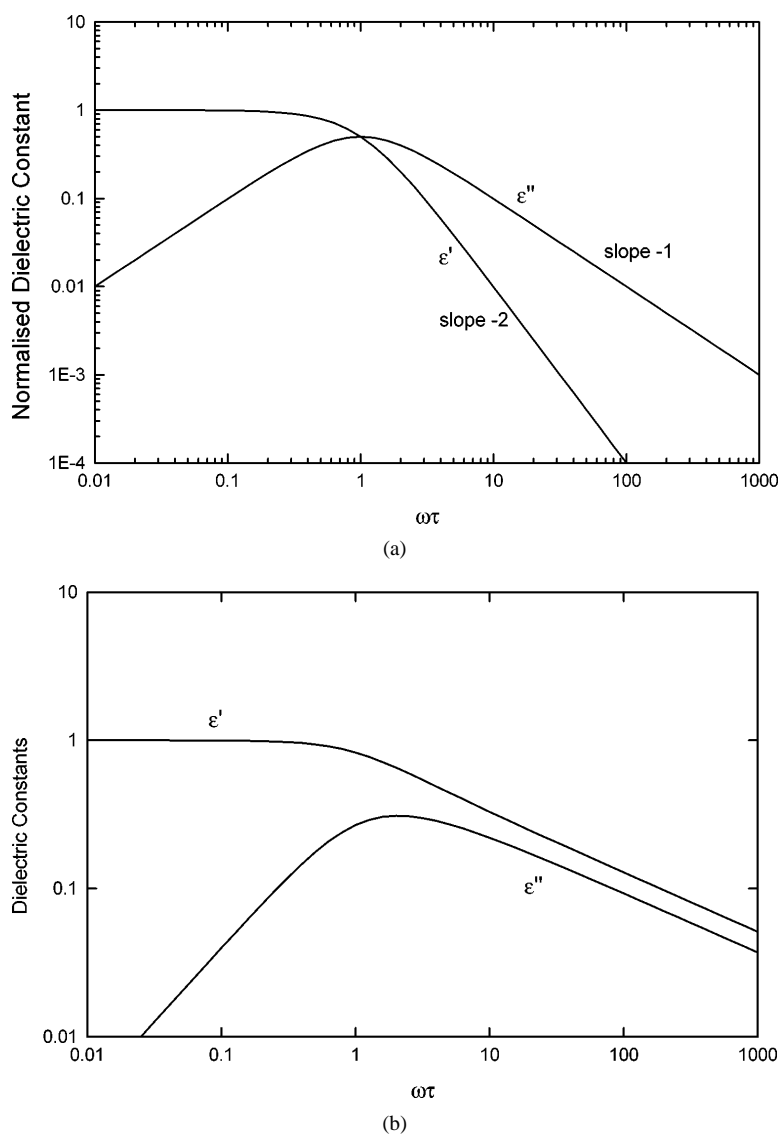 10
1
0.1
0.01
1E-3
1E-4
Normalised Dielectric Constant
ε"
ε'
slope -1
slope -2
0.01 0.1 1 10 100 1000
ωτ
(a)
10
1
0.1
0.01
Dielectric Constants
ε'
ε"
0.01 0.1 1 10 100 1000
ωτ
(b)